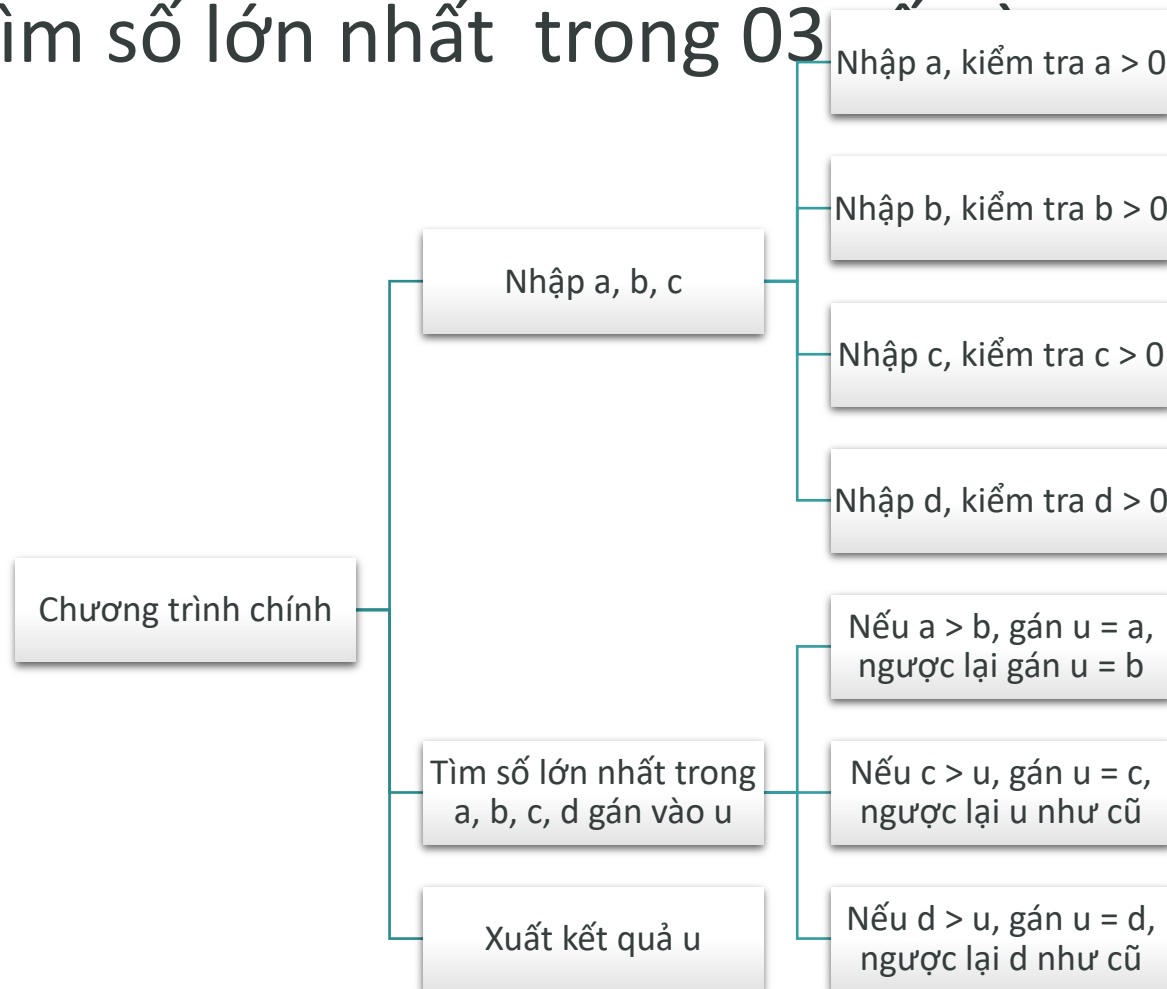 ìm số lớn nhất trong 03
Nhập a, kiểm tra a > 0
Nhập b, kiểm tra b > 0
Nhập a, b, c
Nhập c, kiểm tra c > 0
Nhập d, kiểm tra d > 0
Chương trình chính
Nếu a > b, gán u = a,
ngược lại gán u = b
Tìm số lớn nhất trong
a, b, c, d gán vào u
Nếu c > u, gán u = c,
ngược lại u như cũ
Xuất kết quả u
Nếu d > u, gán u = d,
ngược lại d như cũ